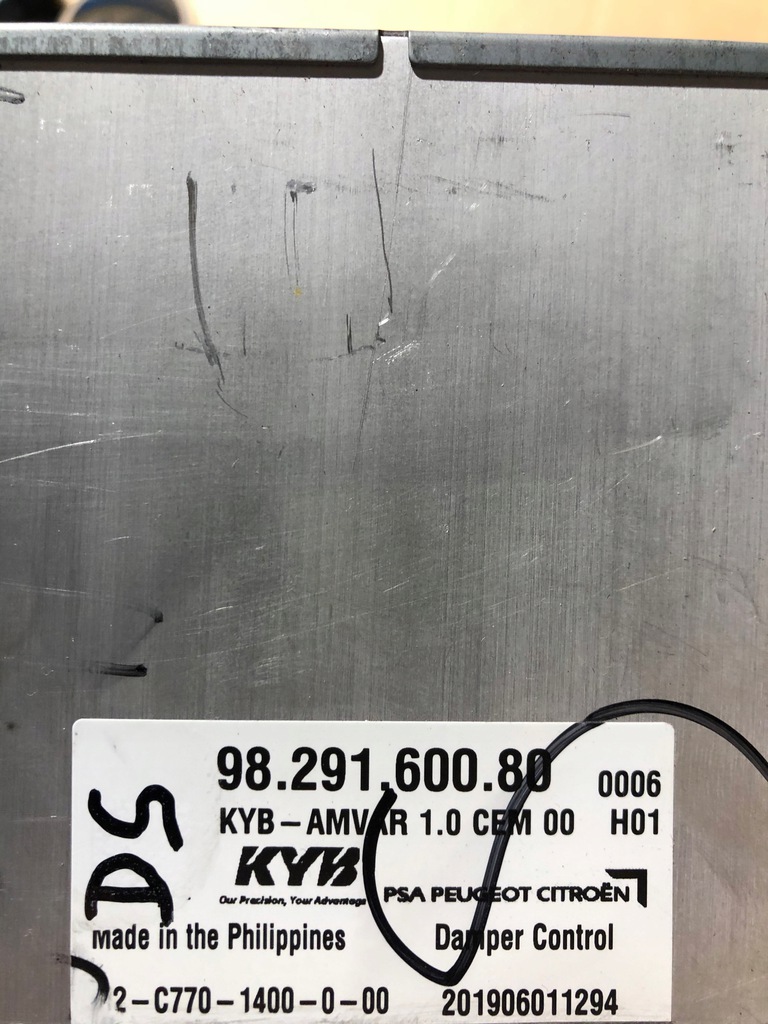 98.291.600.80 0006
KYB-AMVAR 1.0 CEM 00 H01
DS
KYB
Our Precision, Your Advantage
PSA PEUGEOT CITROËN
Made in the Philippines Damper Control
2-C770-1400-0-00 201906011294